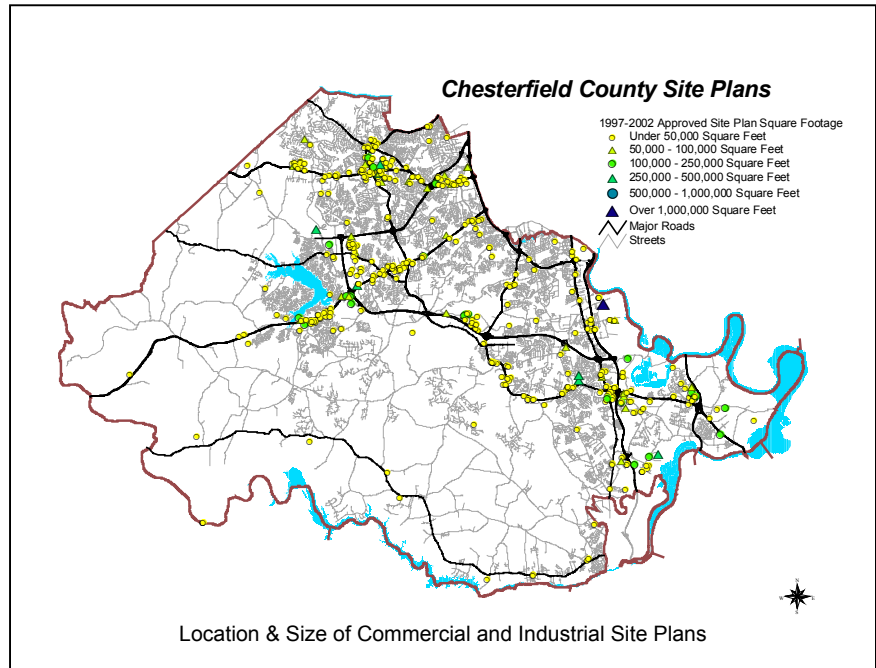 Chesterfield County Site Plans
1997-2002 Approved Site Plan Square Footage
Under 50,000 Square Feet
50,000 - 100,000 Square Feet
100,000 - 250,000 Square Feet
250,000 - 500,000 Square Feet
500,000 - 1,000,000 Square Feet
Over 1,000,000 Square Feet
Major Roads
Streets
N
W E
S
Location & Size of Commercial and Industrial Site Plans